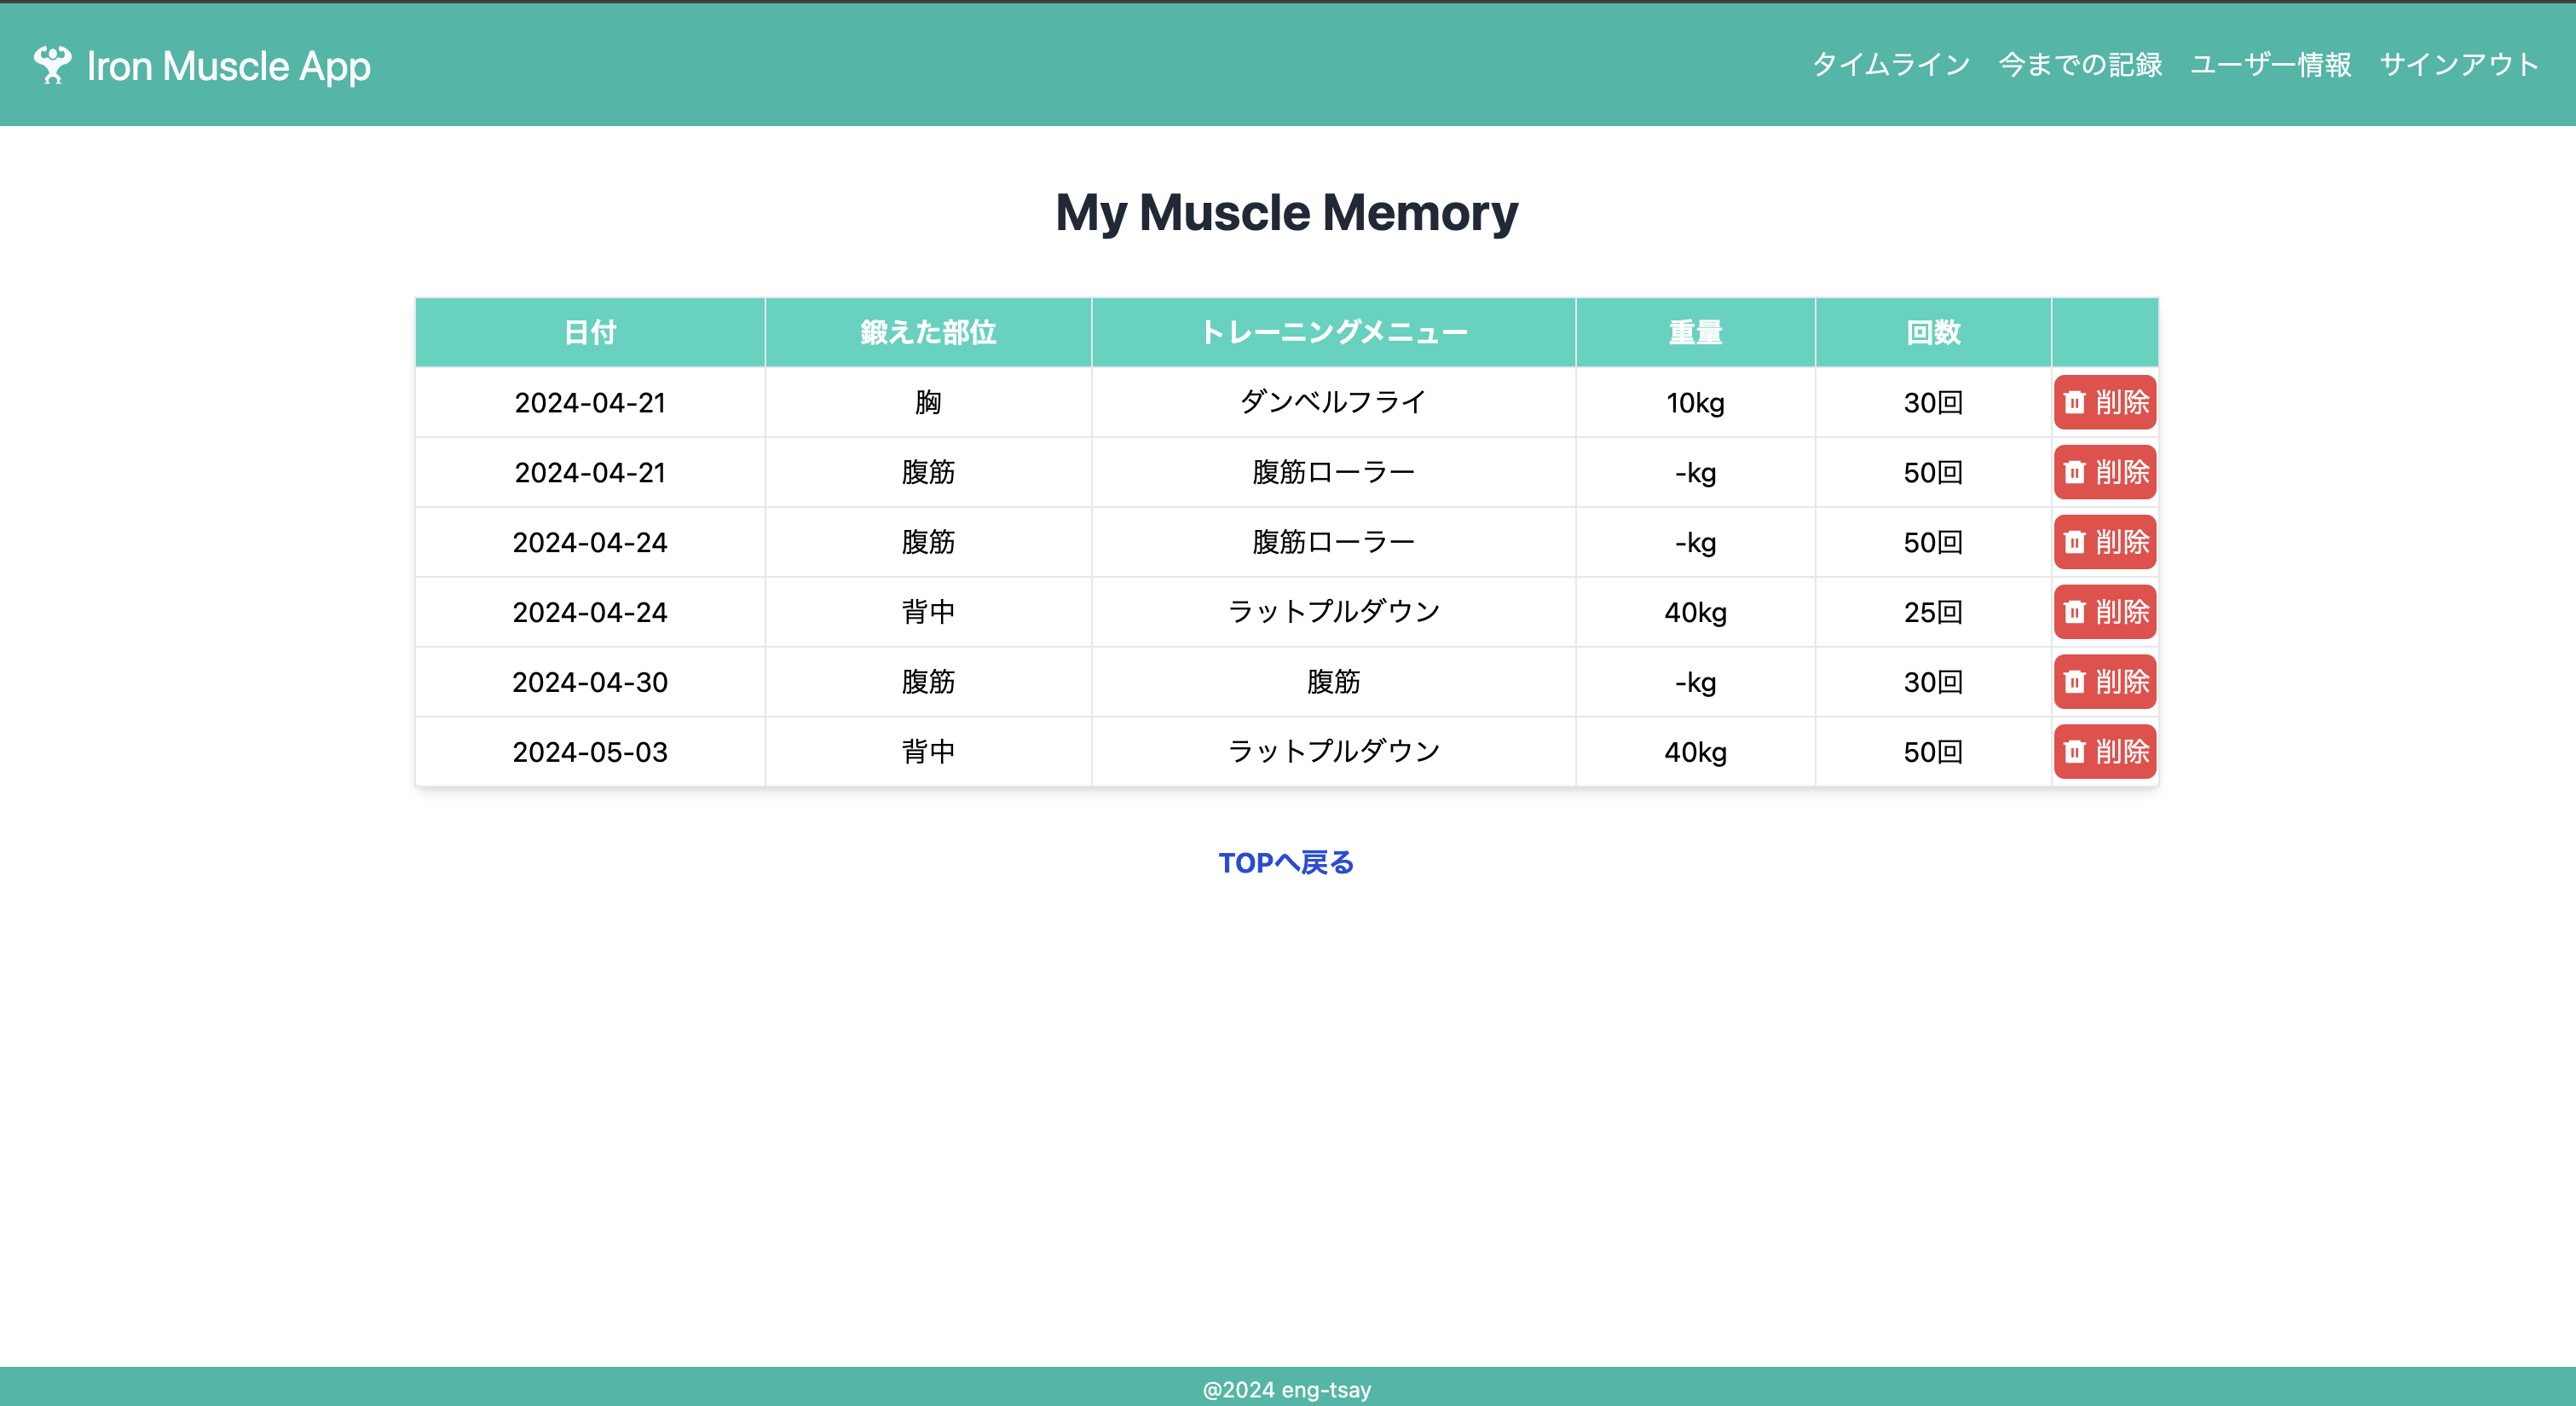 Iron Muscle App
タイムライン 今までの記録 ユーザー情報 サインアウト
My Muscle Memory
日付 鍛えた部位 トレーニングメニュー 重量 回数
2024-04-21 胸 ダンベルフライ 10kg 30回 削除
2024-04-21 腹筋 腹筋ローラー -kg 50回 削除
2024-04-24 腹筋 腹筋ローラー -kg 50回 削除
2024-04-24 背中 ラットプルダウン 40kg 25回 削除
2024-04-30 腹筋 腹筋 -kg 30回 削除
2024-05-03 背中 ラットプルダウン 40kg 50回 削除
TOPへ戻る
@2024 eng-tsay